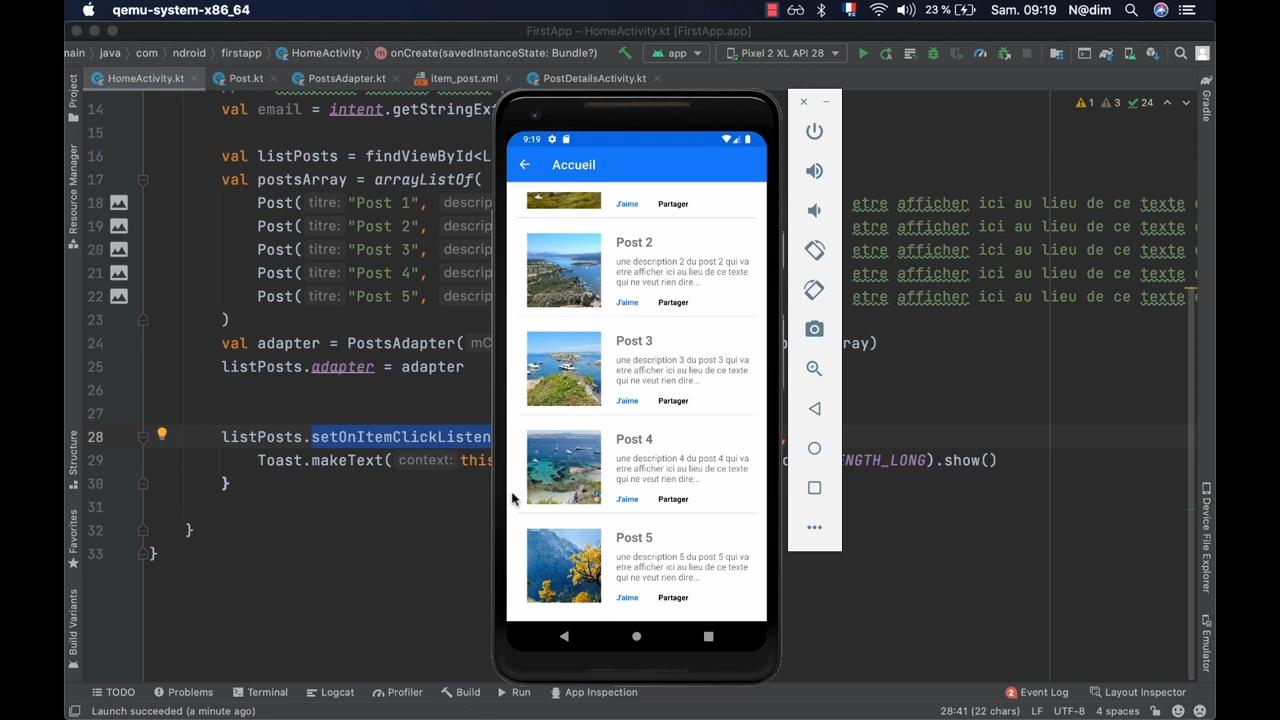 qemu-system-x86_64
23 %
Sam. 09:19
N@dim
FirstApp – HomeActivity.kt [FirstApp.app]
main
java
com
ndroid
firstapp
HomeActivity
onCreate(savedInstanceState: Bundle?)
app
Pixel 2 XL API 28
HomeActivity.kt
Post.kt
PostsAdapter.kt
item_post.xml
PostDetailsActivity.kt
Project
Resource Manager
Structure
Favorites
Build Variants
Gradle
Device File Explorer
Emulator
1 3 24
14 val email = intent.getStringEx
15
16 val listPosts = findViewById<L
17 val postsArray = arrayListOf(
18 Post( titre: "Post 1", descrip etre afficher ici au lieu de ce texte
19 Post( titre: "Post 2", descrip etre afficher ici au lieu de ce texte
20 Post( titre: "Post 3", descrip etre afficher ici au lieu de ce texte
21 Post( titre: "Post 4", descrip etre afficher ici au lieu de ce texte
22 Post( titre: "Post 5", descrip etre afficher ici au lieu de ce texte
23 )
24 val adapter = PostsAdapter( mC ray)
25 listPosts.adapter = adapter
26
27
28 listPosts.setOnItemClickListen
29 Toast.makeText( context: this ENGTH_LONG).show()
30 }
31
32 }
33 }
9:19
Accueil
J'aime Partager
Post 2
une description 2 du post 2 qui va
etre afficher ici au lieu de ce texte
qui ne veut rien dire...
J'aime Partager
Post 3
une description 3 du post 3 qui va
etre afficher ici au lieu de ce texte
qui ne veut rien dire...
J'aime Partager
Post 4
une description 4 du post 4 qui va
etre afficher ici au lieu de ce texte
qui ne veut rien dire...
J'aime Partager
Post 5
une description 5 du post 5 qui va
etre afficher ici au lieu de ce texte
qui ne veut rien dire...
J'aime Partager
TODO
Problems
Terminal
Logcat
Profiler
Build
Run
App Inspection
2 Event Log
Layout Inspector
Launch succeeded (a minute ago)
28:41 (22 chars)
LF
UTF-8
4 spaces